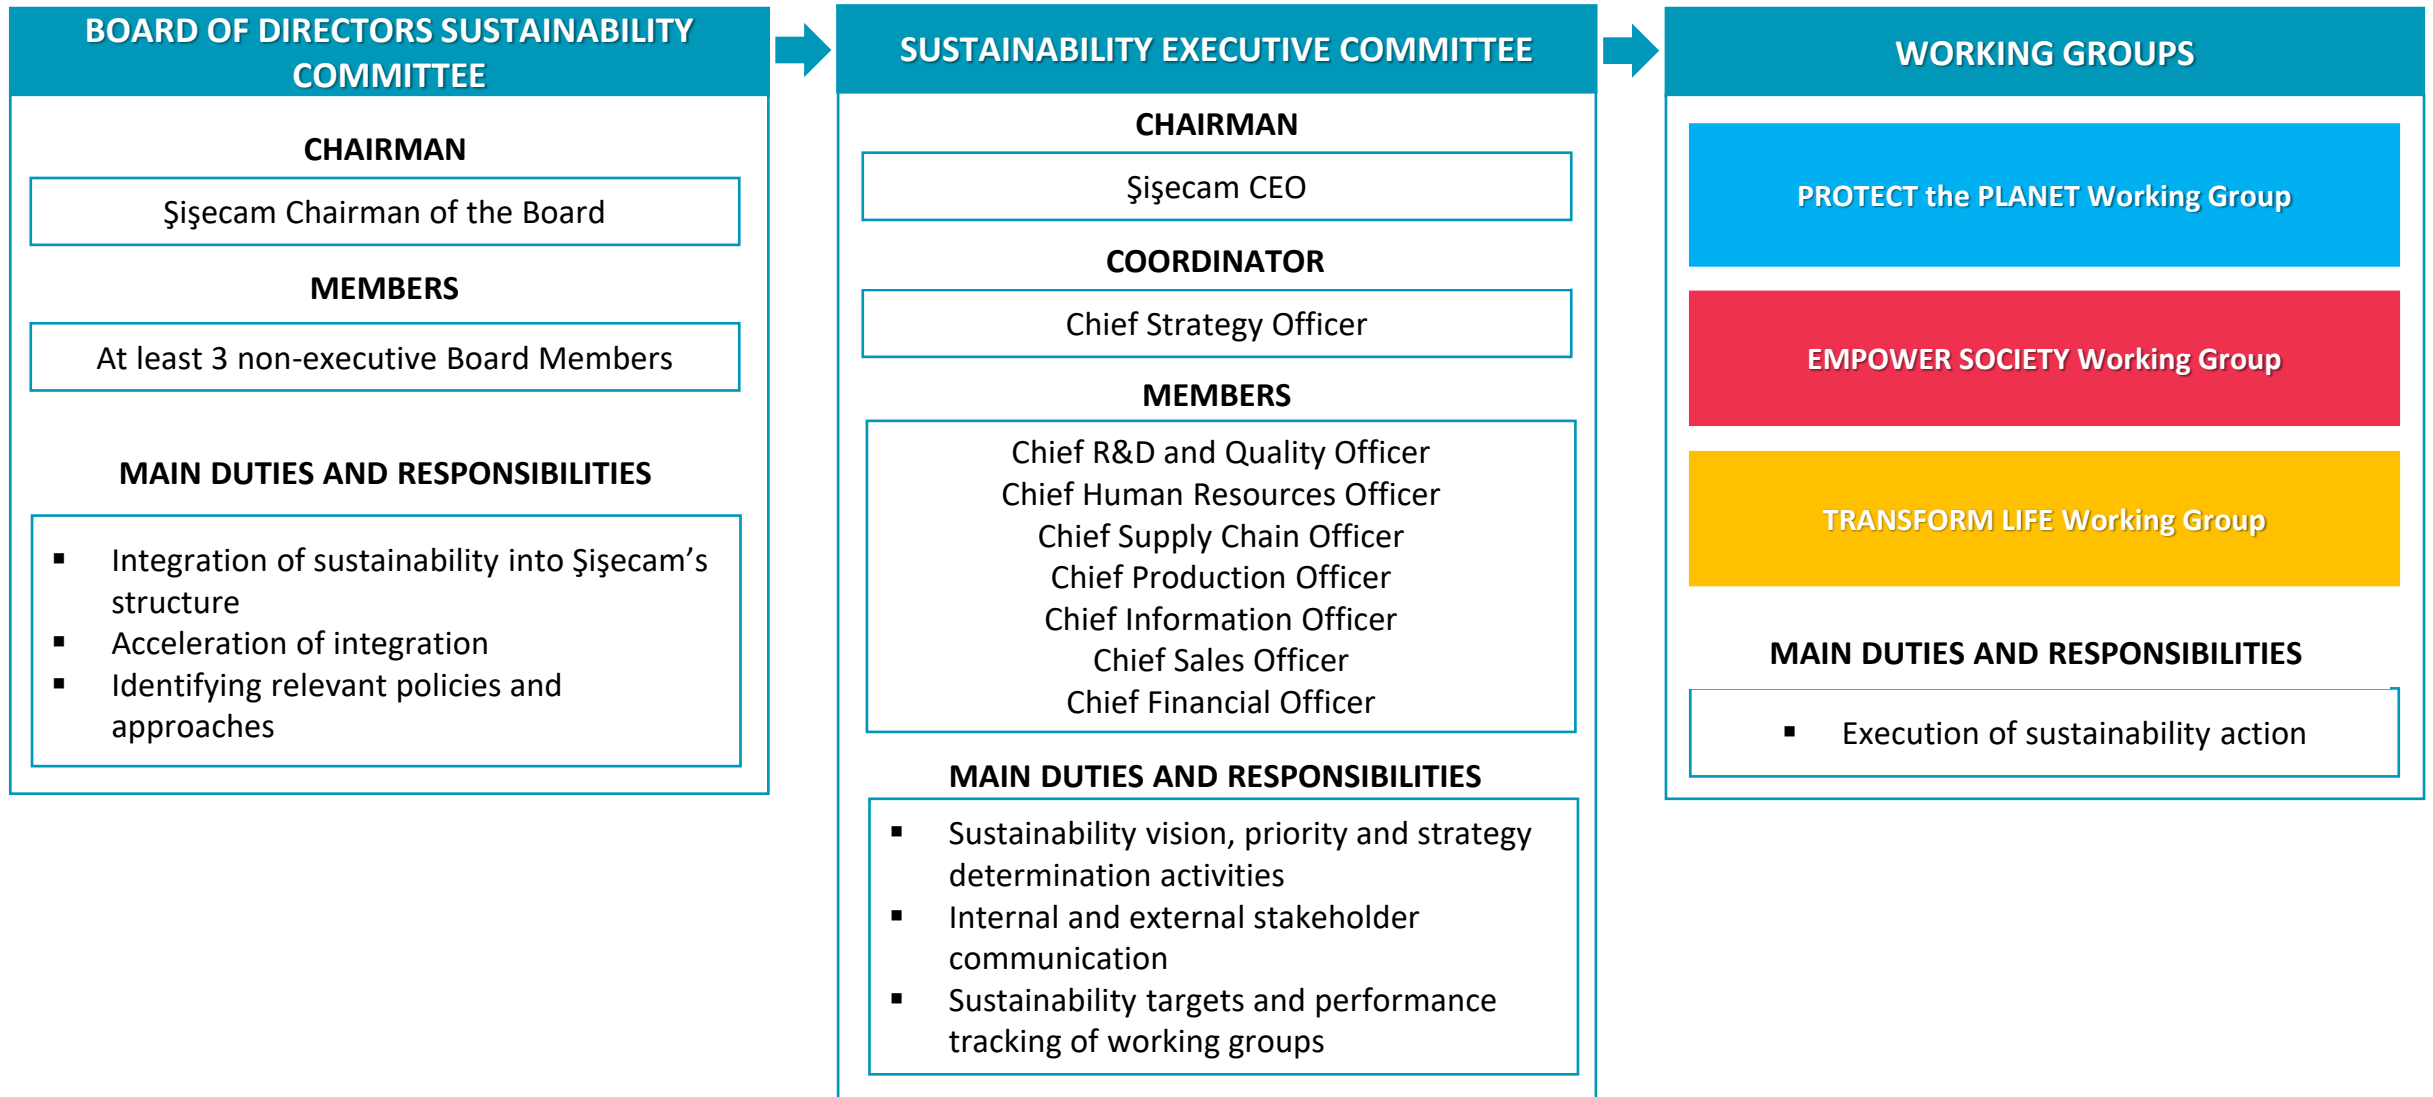 BOARD OF DIRECTORS SUSTAINABILITY
COMMITTEE
CHAIRMAN
Şişecam Chairman of the Board
MEMBERS
At least 3 non-executive Board Members
MAIN DUTIES AND RESPONSIBILITIES
▪ Integration of sustainability into Şişecam’s
structure
▪ Acceleration of integration
▪ Identifying relevant policies and
approaches
SUSTAINABILITY EXECUTIVE COMMITTEE
CHAIRMAN
Şişecam CEO
COORDINATOR
Chief Strategy Officer
MEMBERS
Chief R&D and Quality Officer
Chief Human Resources Officer
Chief Supply Chain Officer
Chief Production Officer
Chief Information Officer
Chief Sales Officer
Chief Financial Officer
MAIN DUTIES AND RESPONSIBILITIES
▪ Sustainability vision, priority and strategy
determination activities
▪ Internal and external stakeholder
communication
▪ Sustainability targets and performance
tracking of working groups
WORKING GROUPS
PROTECT the PLANET Working Group
EMPOWER SOCIETY Working Group
TRANSFORM LIFE Working Group
MAIN DUTIES AND RESPONSIBILITIES
▪ Execution of sustainability action